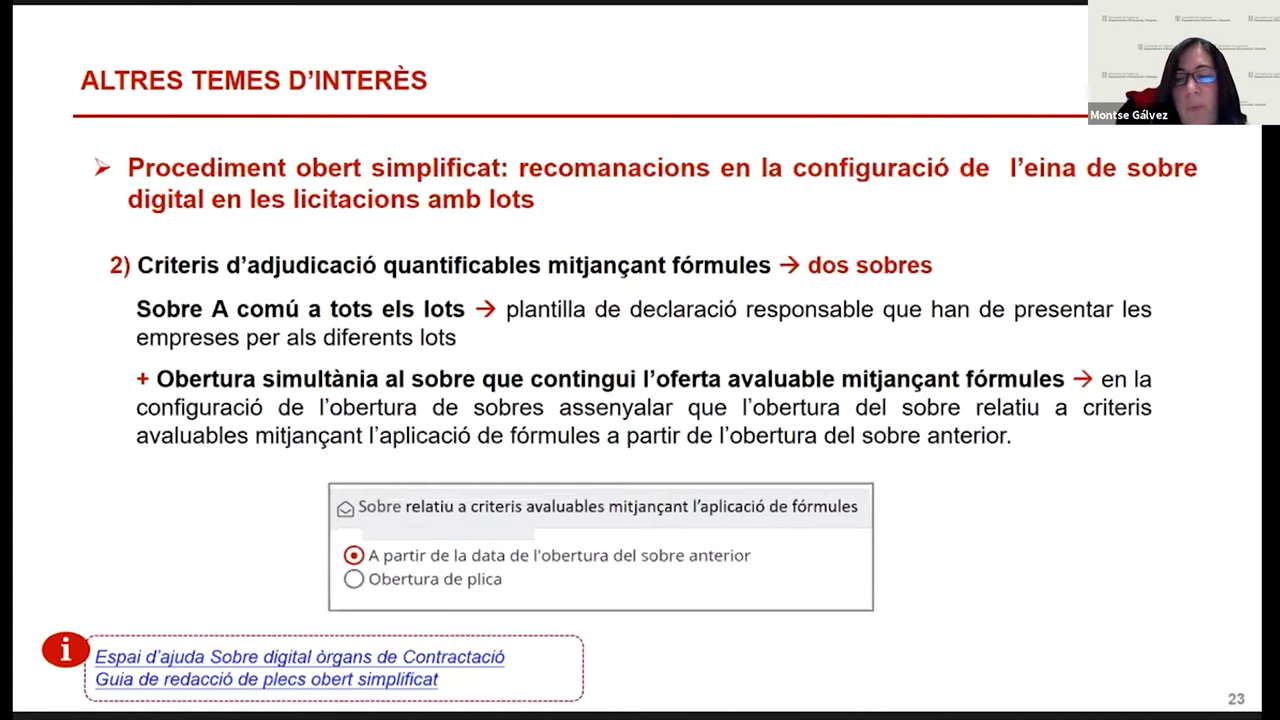 ALTRES TEMES D'INTERÈS
Montse Gálvez
Procediment obert simplificat: recomanacions en la configuració de l'eina de sobre
digital en les licitacions amb lots
2) Criteris d'adjudicació quantificables mitjançant fórmules → dos sobres
Sobre A comú a tots els lots → plantilla de declaració responsable que han de presentar les
empreses per als diferents lots
+ Obertura simultània al sobre que contingui l'oferta avaluable mitjançant fórmules → en la
configuració de l'obertura de sobres assenyalar que l'obertura del sobre relatiu a criteris
avaluables mitjançant l'aplicació de fórmules a partir de l'obertura del sobre anterior.
Sobre relatiu a criteris avaluables mitjançant l'aplicació de fórmules
A partir de la data de l'obertura del sobre anterior
Obertura de plica
Espai d'ajuda Sobre digital òrgans de Contractació
Guia de redacció de plecs obert simplificat
23